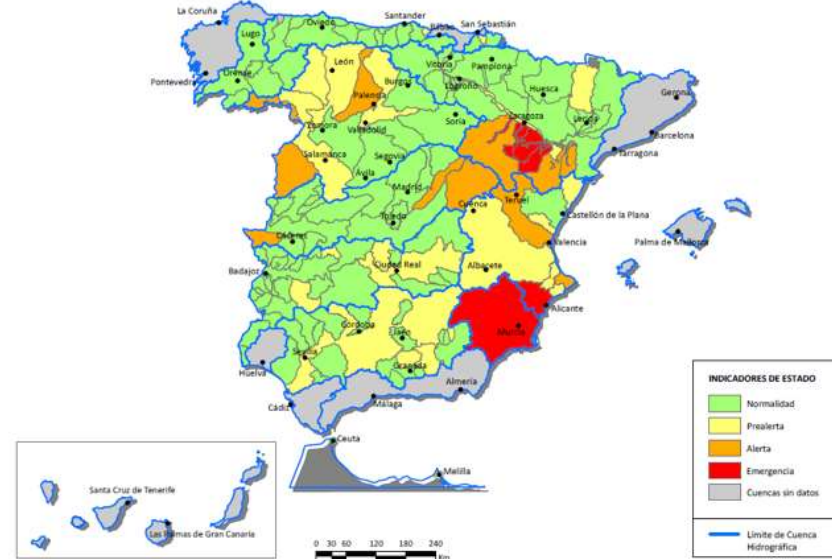 La Coruña
Lugo
Oviedo
Santander
Bilbao
San Sebastián
Pontevedra
Orense
León
Burgos
Vitoria
Logroño
Pamplona
Huesca
Gerona
Palencia
Zamora
Valladolid
Soria
Zaragoza
Lérida
Barcelona
Tarragona
Salamanca
Segovia
Ávila
Madrid
Teruel
Cuenca
Toledo
Castellón de la Plana
Cáceres
Valencia
Palma de Mallorca
Badajoz
Ciudad Real
Albacete
Alicante
Murcia
Córdoba
Jaén
Sevilla
Granada
Huelva
Almería
Málaga
Cádiz
Ceuta
Melilla
Santa Cruz de Tenerife
Las Palmas de Gran Canarie
0 30 60 120 180 240
Km
INDICADORES DE ESTADO
Normalidad
Prealerta
Alerta
Emergencia
Cuencas sin datos
Límite de Cuenca
Hidrográfica